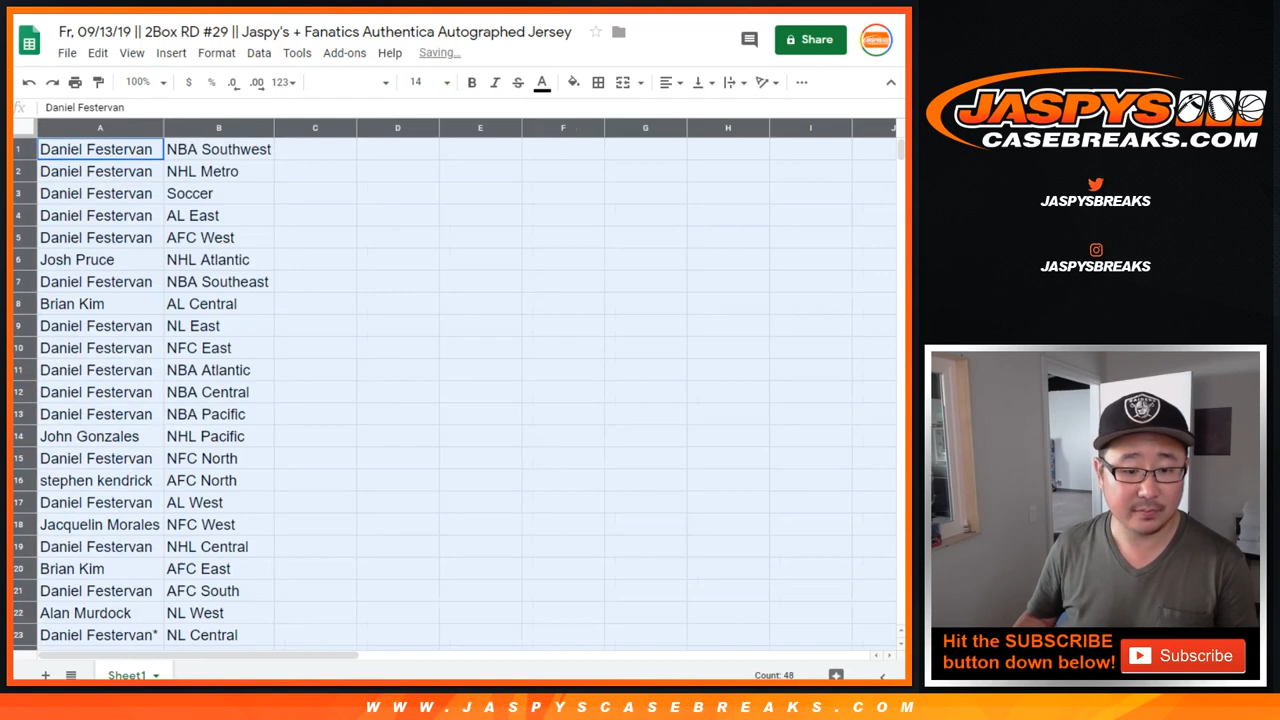 Fr, 09/13/19 || 2Box RD #29 || Jaspy's + Fanatics Authentica Autographed Jersey
File Edit View Insert Format Data Tools Add-ons Help Saving...
Share
100% $ % .0 .00 123 14 B I S A
fx Daniel Festervan
A B C D E F G H I J
1 Daniel Festervan NBA Southwest
2 Daniel Festervan NHL Metro
3 Daniel Festervan Soccer
4 Daniel Festervan AL East
5 Daniel Festervan AFC West
6 Josh Pruce NHL Atlantic
7 Daniel Festervan NBA Southeast
8 Brian Kim AL Central
9 Daniel Festervan NL East
10 Daniel Festervan NFC East
11 Daniel Festervan NBA Atlantic
12 Daniel Festervan NBA Central
13 Daniel Festervan NBA Pacific
14 John Gonzales NHL Pacific
15 Daniel Festervan NFC North
16 stephen kendrick AFC North
17 Daniel Festervan AL West
18 Jacquelin Morales NFC West
19 Daniel Festervan NHL Central
20 Brian Kim AFC East
21 Daniel Festervan AFC South
22 Alan Murdock NL West
23 Daniel Festervan* NL Central
Sheet1
Count: 48
JASPYS
CASEBREAKS.COM
JASPYSBREAKS
JASPYSBREAKS
RAIDERS
Hit the SUBSCRIBE
button down below!
Subscribe
WWW.JASPYSCASEBREAKS.COM